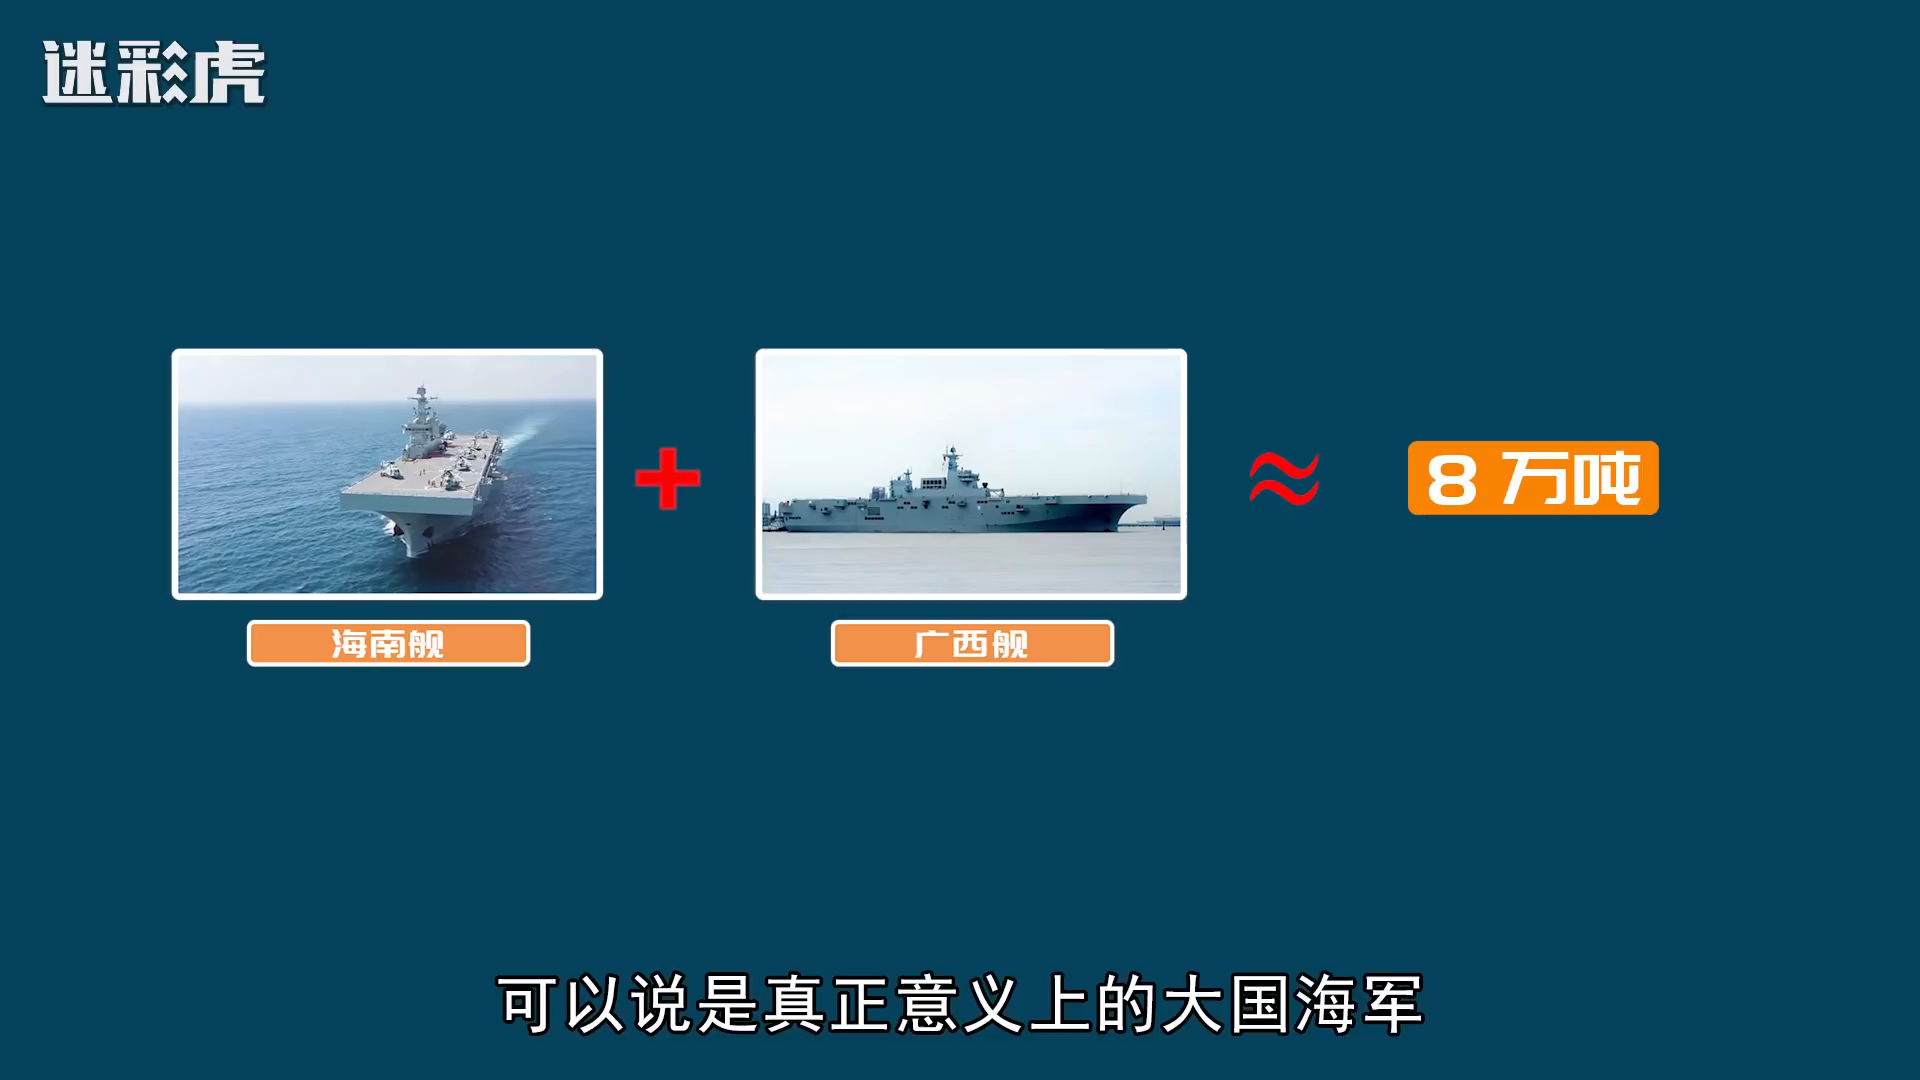 迷彩虎
海南舰
广西舰
+
≈
8 万吨
可以说是真正意义上的大国海军